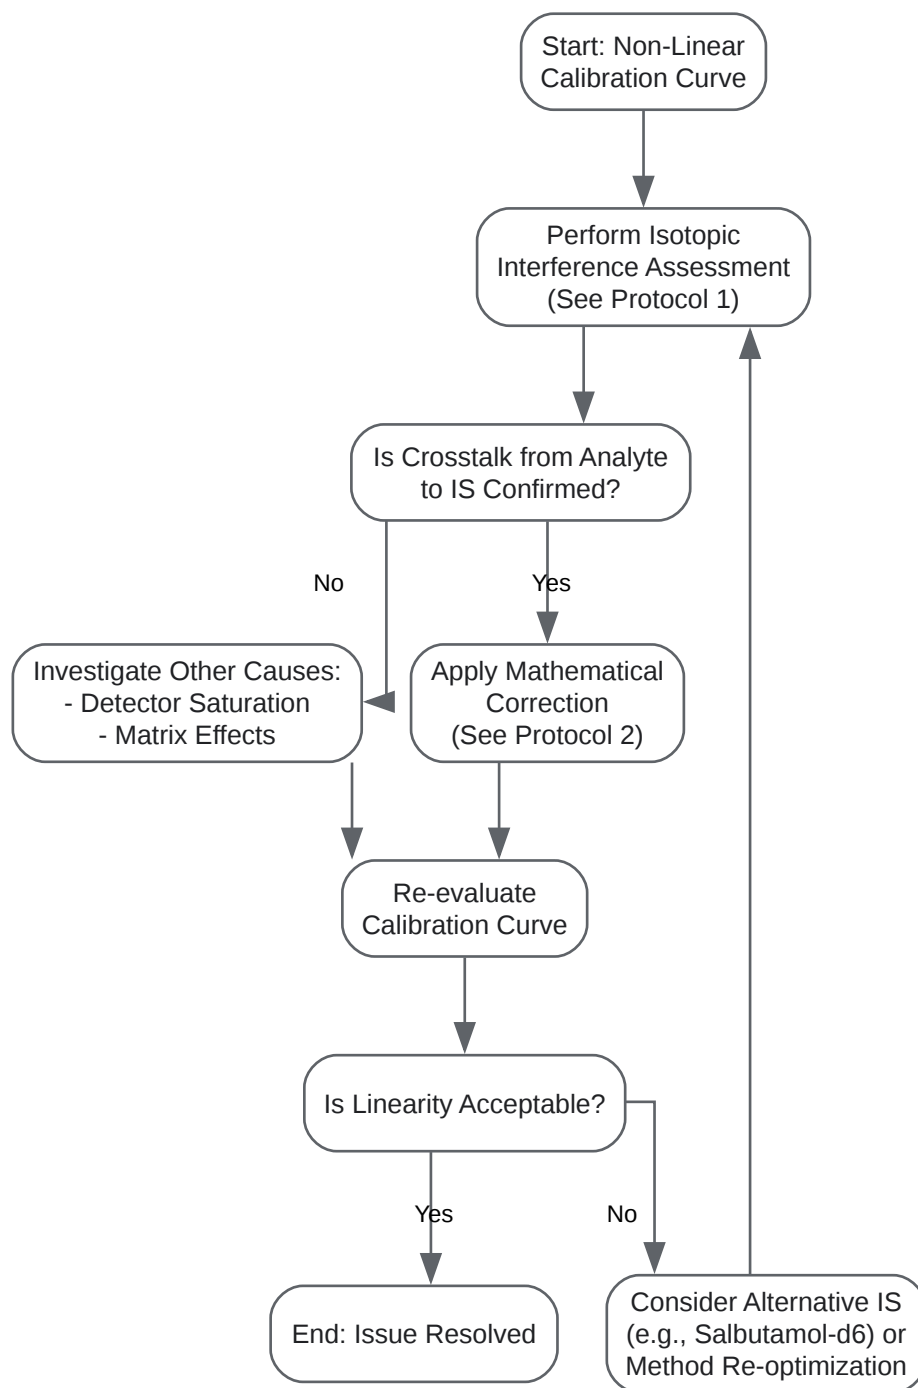 Start: Non-Linear
Calibration Curve
Perform Isotopic
Interference Assessment
(See Protocol 1)
Is Crosstalk from Analyte
to IS Confirmed?
No
Yes
Investigate Other Causes:
- Detector Saturation
- Matrix Effects
Apply Mathematical
Correction
(See Protocol 2)
Re-evaluate
Calibration Curve
Is Linearity Acceptable?
Yes
No
End: Issue Resolved
Consider Alternative IS
(e.g., Salbutamol-d6) or
Method Re-optimization